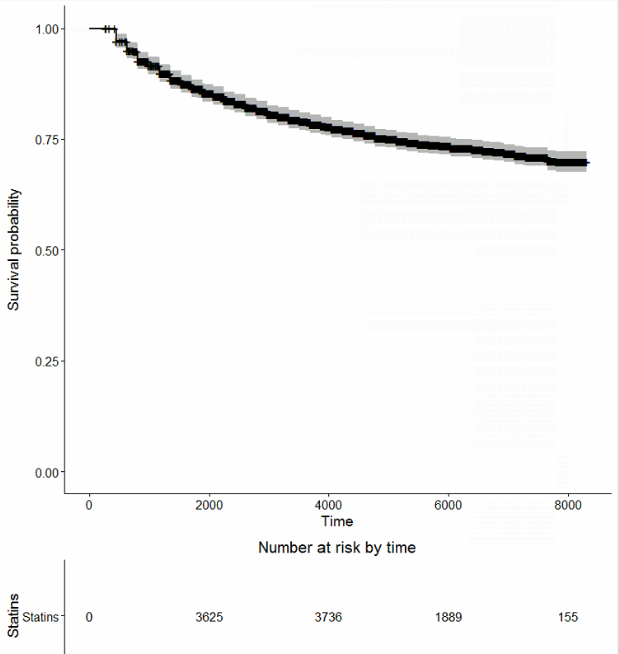 1.00
0.75
0.50
0.25
0.00
Survival probability
0 2000 4000 6000 8000
Time
Number at risk by time
Statins
Statins 0 3625 3736 1889 155